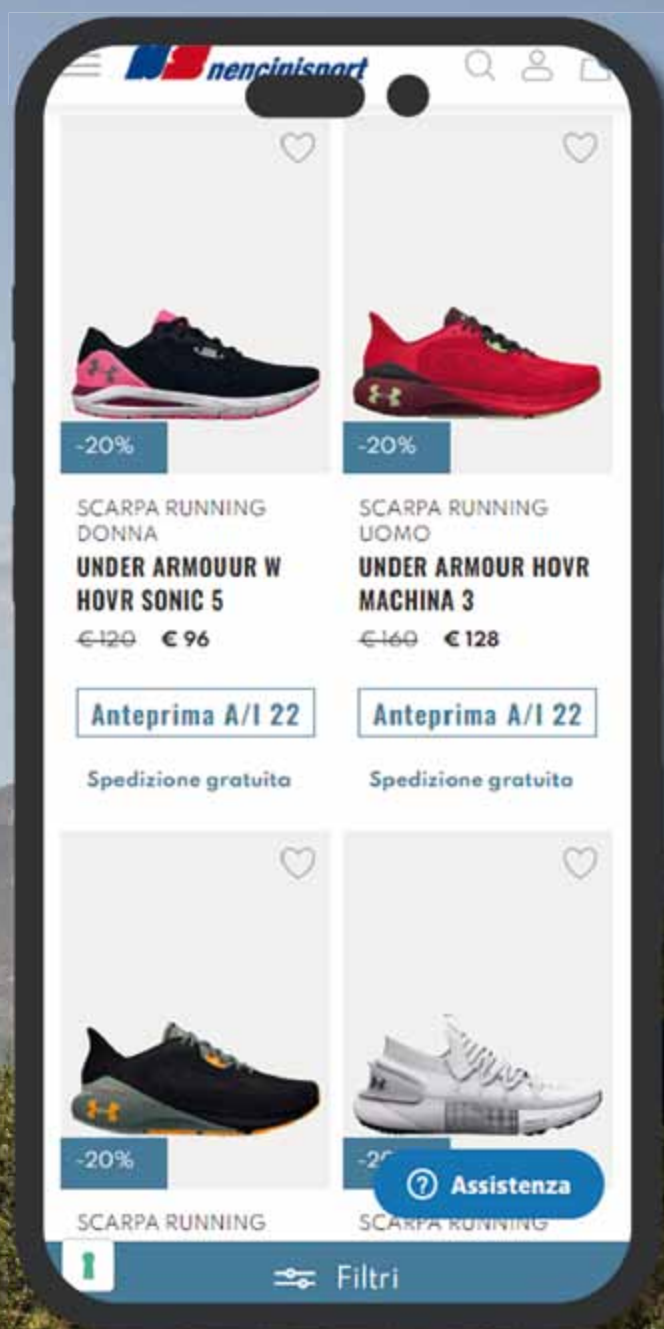 nencinisport
-20%
-20%
SCARPA RUNNING
DONNA
UNDER ARMOUUR W
HOVR SONIC 5
€ 120 € 96
Anteprima A/I 22
Spedizione gratuita
SCARPA RUNNING
UOMO
UNDER ARMOUR HOVR
MACHINA 3
€ 160 € 128
Anteprima A/I 22
Spedizione gratuita
-20%
-2
Assistenza
SCARPA RUNNING
SCARPA RUNNING
Filtri